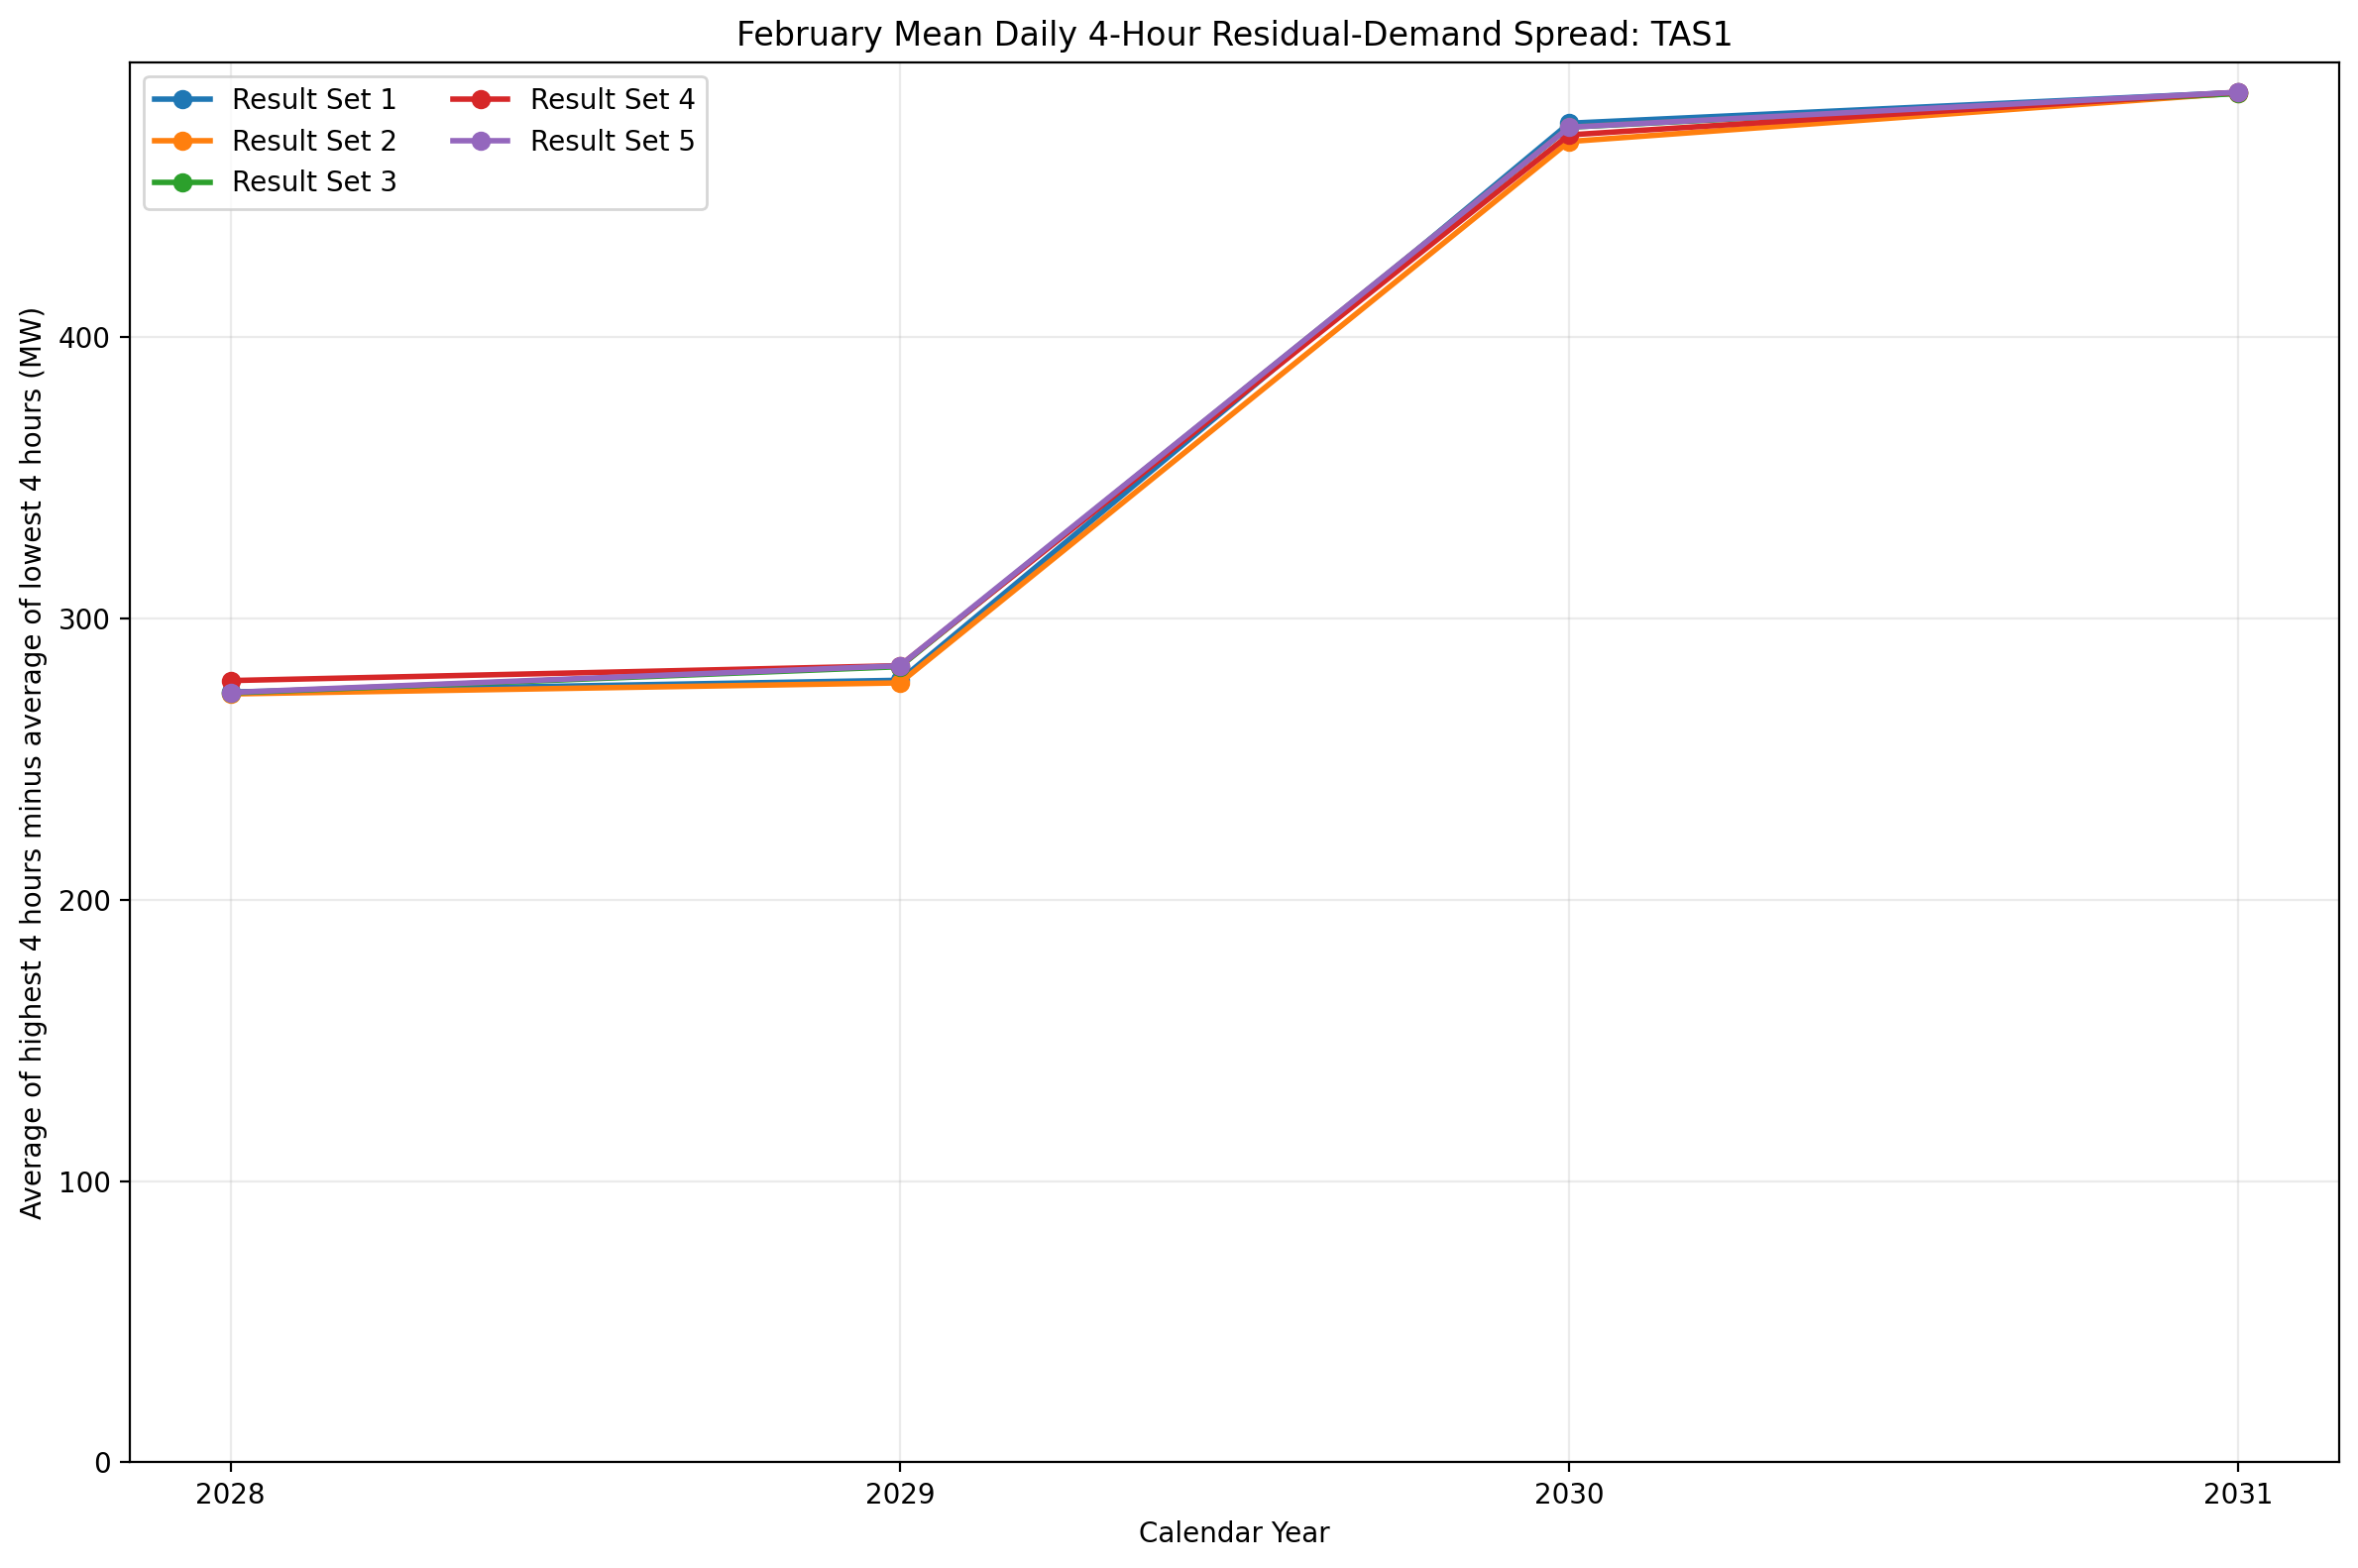 February Mean Daily 4-Hour Residual-Demand Spread: TAS1
Result Set 1
Result Set 2
Result Set 3
Result Set 4
Result Set 5
Average of highest 4 hours minus average of lowest 4 hours (MW)
400
300
200
100
0
2028 2029 2030 2031
Calendar Year